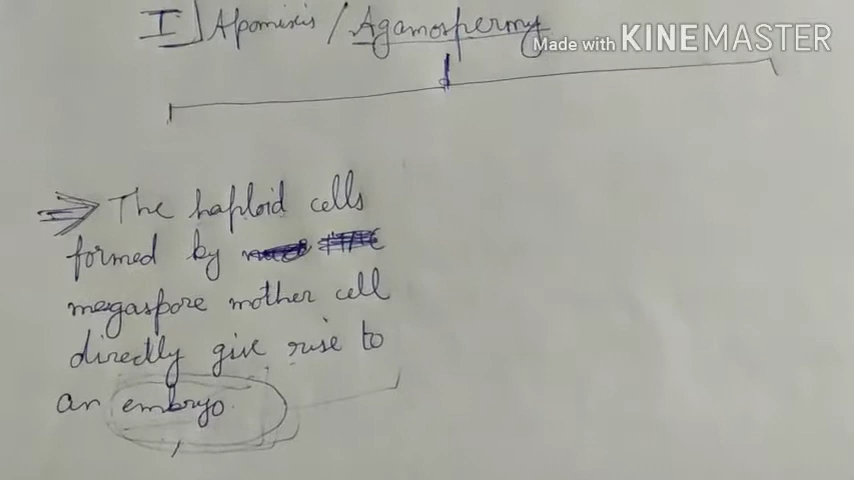 I] Apomixis / Agamospermy
Made with KINEMASTER
⇒ The haploid cells
formed by
megaspore mother cell
directly give rise to
an embryo